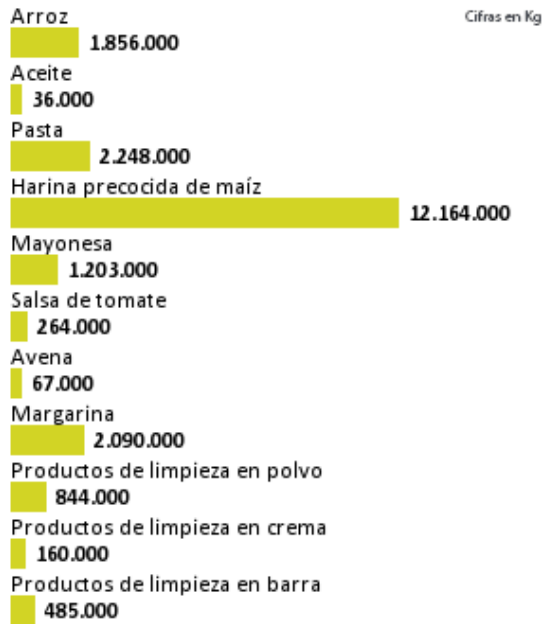 Arroz
Cifras en Kg
1.856.000
Aceite
36.000
Pasta
2.248.000
Harina precocida de maíz
12.164.000
Mayonesa
1.203.000
Salsa de tomate
264.000
Avena
67.000
Margarina
2.090.000
Productos de limpieza en polvo
844.000
Productos de limpieza en crema
160.000
Productos de limpieza en barra
485.000